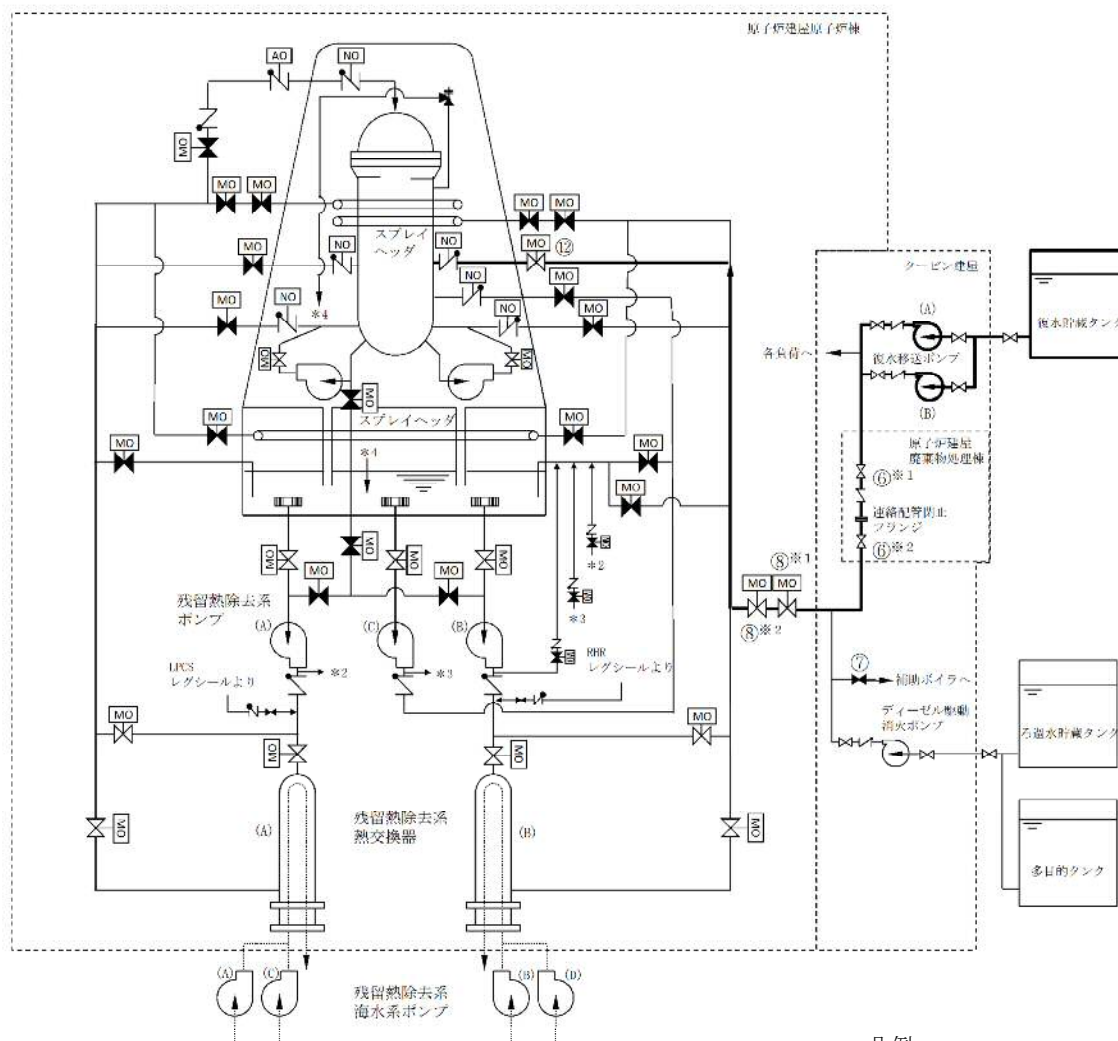 原子炉建屋原子炉棟
AO
NO
MO
MO
MO
MO
MO
スプレイ
ヘッダ
NO
MO
⑫
MO
NO
NO
MO
MO
NO
*4
NO
MO
MO
MO
MO
スプレイヘッダ
MO
MO
MO
*4
MO
MO
MO
MO
MO
MO
MO
MO
MO
*2
*3
残留熱除去系
ポンプ
(A)
(C)
(B)
*2
*3
LPCS
レグシールより
RHR
レグシールより
MO
MO
MO
MO
MO
MO
(A)
残留熱除去系
熱交換器
(B)
(A)
(C)
(B)
(D)
残留熱除去系
海水系ポンプ
タービン建屋
各負荷へ
(A)
復水移送ポンプ
(B)
復水貯蔵タンク
原子炉建屋
廃棄物処理棟
⑥※1
連絡配管閉止
フランジ
⑥※2
⑧※1
MO
MO
⑧※2
⑦
補助ボイラへ
ディーゼル駆動
消火ポンプ
ろ過水貯蔵タンク
多目的タンク